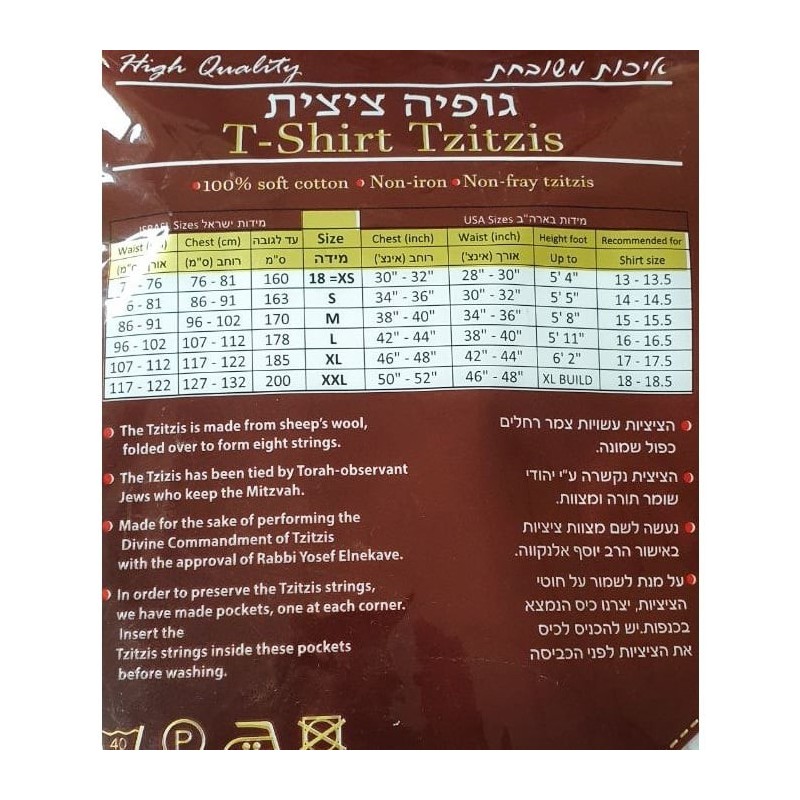 High Quality איכות משובחת
גופיה ציצית
T-Shirt Tzitzis
100% soft cotton • Non-iron • Non-fray tzitzis
Sizes מידות ישראל USA Sizes מידות בארה"ב
Waist Chest (cm) עד לגובה Size Chest (inch) Waist (inch) Height foot Recommended for
אורך (ס"מ) רוחב (ס"מ) ס"מ מידה רוחב (אינצ') אורך (אינצ') Up to Shirt size
76 76 - 81 160 18 =XS 30" - 32" 28" - 30" 5' 4" 13 - 13.5
6 - 81 86 - 91 163 S 34" - 36" 30" - 32" 5' 5" 14 - 14.5
86 - 91 96 - 102 170 M 38" - 40" 34" - 36" 5' 8" 15 - 15.5
96 - 102 107 - 112 178 L 42" - 44" 38" - 40" 5' 11" 16 - 16.5
107 - 112 117 - 122 185 XL 46" - 48" 42" - 44" 6' 2" 17 - 17.5
117 - 122 127 - 132 200 XXL 50" - 52" 46" - 48" XL BUILD 18 - 18.5
The Tzitzis is made from sheep's wool,
folded over to form eight strings.
The Tzizis has been tied by Torah-observant
Jews who keep the Mitzvah.
Made for the sake of performing the
Divine Commandment of Tzitzis
with the approval of Rabbi Yosef Elnekave.
In order to preserve the Tzitzis strings,
we have made pockets, one at each corner.
Insert the
Tzitzis strings inside these pockets
before washing.
הציציות עשויות צמר רחלים
כפול שמונה.
הציצית נקשרה ע"י יהודי
שומר תורה ומצוות.
נעשה לשם מצוות ציציות
באישור הרב יוסף אלנקווה.
על מנת לשמור על חוטי
הציציות, יצרנו כיס הנמצא
בכנפות.יש להכניס לכיס
את הציציות לפני הכביסה
40 P